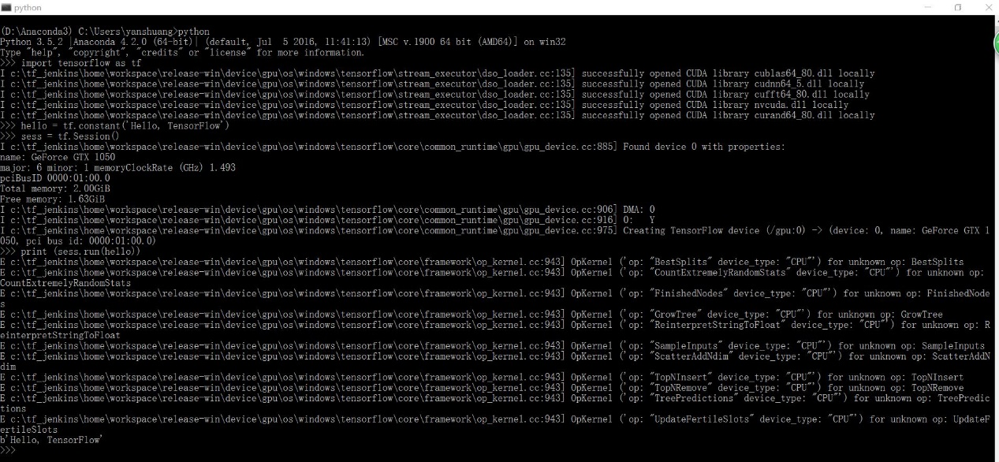 python
(D:\Anaconda3) C:\Users\yanshuang>python
Python 3.5.2 |Anaconda 4.2.0 (64-bit)| (default, Jul  5 2016, 11:41:13) [MSC v.1900 64 bit (AMD64)] on win32
Type "help", "copyright", "credits" or "license" for more information.
>>> import tensorflow as tf
I c:\tf_jenkins\home\workspace\release-win\device\gpu\os\windows\tensorflow\stream_executor\dso_loader.cc:135] successfully opened CUDA library cublas64_80.dll locally
I c:\tf_jenkins\home\workspace\release-win\device\gpu\os\windows\tensorflow\stream_executor\dso_loader.cc:135] successfully opened CUDA library cudnn64_5.dll locally
I c:\tf_jenkins\home\workspace\release-win\device\gpu\os\windows\tensorflow\stream_executor\dso_loader.cc:135] successfully opened CUDA library cufft64_80.dll locally
I c:\tf_jenkins\home\workspace\release-win\device\gpu\os\windows\tensorflow\stream_executor\dso_loader.cc:135] successfully opened CUDA library nvcuda.dll locally
I c:\tf_jenkins\home\workspace\release-win\device\gpu\os\windows\tensorflow\stream_executor\dso_loader.cc:135] successfully opened CUDA library curand64_80.dll locally
>>> hello = tf.constant('Hello, TensorFlow')
>>> sess = tf.Session()
I c:\tf_jenkins\home\workspace\release-win\device\gpu\os\windows\tensorflow\core\common_runtime\gpu\gpu_device.cc:885] Found device 0 with properties:
name: GeForce GTX 1050
major: 6 minor: 1 memoryClockRate (GHz) 1.493
pciBusID 0000:01:00.0
Total memory: 2.00GiB
Free memory: 1.63GiB
I c:\tf_jenkins\home\workspace\release-win\device\gpu\os\windows\tensorflow\core\common_runtime\gpu\gpu_device.cc:906] DMA: 0
I c:\tf_jenkins\home\workspace\release-win\device\gpu\os\windows\tensorflow\core\common_runtime\gpu\gpu_device.cc:916] 0:   Y
I c:\tf_jenkins\home\workspace\release-win\device\gpu\os\windows\tensorflow\core\common_runtime\gpu\gpu_device.cc:975] Creating TensorFlow device (/gpu:0) -> (device: 0, name: GeForce GTX 1
050, pci bus id: 0000:01:00.0)
>>> print (sess.run(hello))
E c:\tf_jenkins\home\workspace\release-win\device\gpu\os\windows\tensorflow\core\framework\op_kernel.cc:943] OpKernel ('op: "BestSplits" device_type: "CPU"') for unknown op: BestSplits
E c:\tf_jenkins\home\workspace\release-win\device\gpu\os\windows\tensorflow\core\framework\op_kernel.cc:943] OpKernel ('op: "CountExtremelyRandomStats" device_type: "CPU"') for unknown op:
CountExtremelyRandomStats
E c:\tf_jenkins\home\workspace\release-win\device\gpu\os\windows\tensorflow\core\framework\op_kernel.cc:943] OpKernel ('op: "FinishedNodes" device_type: "CPU"') for unknown op: FinishedNode
s
E c:\tf_jenkins\home\workspace\release-win\device\gpu\os\windows\tensorflow\core\framework\op_kernel.cc:943] OpKernel ('op: "GrowTree" device_type: "CPU"') for unknown op: GrowTree
E c:\tf_jenkins\home\workspace\release-win\device\gpu\os\windows\tensorflow\core\framework\op_kernel.cc:943] OpKernel ('op: "ReinterpretStringToFloat" device_type: "CPU"') for unknown op: R
einterpretStringToFloat
E c:\tf_jenkins\home\workspace\release-win\device\gpu\os\windows\tensorflow\core\framework\op_kernel.cc:943] OpKernel ('op: "SampleInputs" device_type: "CPU"') for unknown op: SampleInputs
E c:\tf_jenkins\home\workspace\release-win\device\gpu\os\windows\tensorflow\core\framework\op_kernel.cc:943] OpKernel ('op: "ScatterAddNdim" device_type: "CPU"') for unknown op: ScatterAddN
dim
E c:\tf_jenkins\home\workspace\release-win\device\gpu\os\windows\tensorflow\core\framework\op_kernel.cc:943] OpKernel ('op: "TopNInsert" device_type: "CPU"') for unknown op: TopNInsert
E c:\tf_jenkins\home\workspace\release-win\device\gpu\os\windows\tensorflow\core\framework\op_kernel.cc:943] OpKernel ('op: "TopNRemove" device_type: "CPU"') for unknown op: TopNRemove
E c:\tf_jenkins\home\workspace\release-win\device\gpu\os\windows\tensorflow\core\framework\op_kernel.cc:943] OpKernel ('op: "TreePredictions" device_type: "CPU"') for unknown op: TreePredic
tions
E c:\tf_jenkins\home\workspace\release-win\device\gpu\os\windows\tensorflow\core\framework\op_kernel.cc:943] OpKernel ('op: "UpdateFertileSlots" device_type: "CPU"') for unknown op: UpdateF
ertileSlots
b'Hello, TensorFlow'
>>>